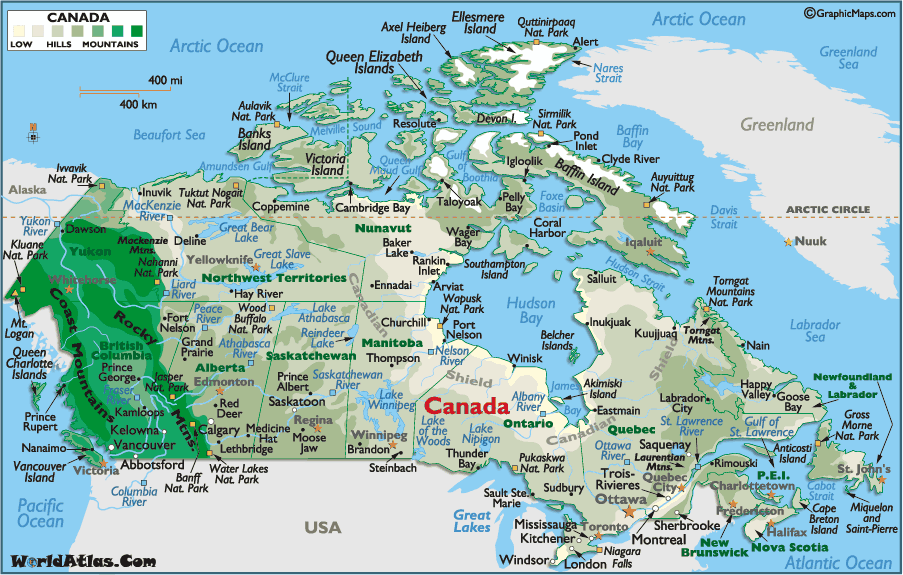 CANADA
LOW HILLS MOUNTAINS
©GraphicMaps.com
400 mi
400 km
Arctic Ocean
Axel Heiberg
Island
Ellesmere
Island
Quttinirpaaq
Nat. Park
Alert
Arctic Ocean
Queen Elizabeth
Islands
Nares
Strait
Greenland
Sea
McClure
Strait
Aulavik
Nat. Park
Banks
Island
Melville Sound
Resolute
Devon I.
Sirmilik
Nat. Park
Pond
Inlet
Baffin
Bay
Greenland
Beaufort Sea
Victoria
Island
Amundsen Gulf
Queen
Maud Gulf
Gulf
of
Boothia
Igloolik
Clyde River
Baffin Island
Auyuittug
Nat. Park
Ivvavik
Nat. Park
Alaska
Inuvik
Tuktut Nogait
Nat. Park
Coppermine
Cambridge Bay
Taloyoak
Pelly
Bay
Foxe
Basin
Davis
Strait
ARCTIC CIRCLE
Nuuk
Yukon
River
Dawson
MacKenzie
River
Great Bear
Lake
Nunavut
Wager
Bay
Coral
Harbor
Iqaluit
Kluane
Nat. Park
Yukon
Mackenzie
Mtns.
Deline
Yellowknife
Great Slave
Lake
Baker
Lake
Rankin
Inlet
Southampton
Island
Hudson Strait
Nahanni
Nat. Park
Whitehorse
Northwest Territories
Liard
River
Hay River
Canadian
Ennadai
Arviat
Wapusk
Nat. Park
Salluit
Torngat
Mountains
Nat. Park
Mt.
Logan
Coast
Mountains
Rocky
Mtns.
Fort
Nelson
Peace
River
Wood
Buffalo
Nat. Park
Lake
Athabasca
Churchill
Port
Nelson
Hudson
Bay
Inukjuak
Kuujjuaq
Torngat
Mtns.
Labrador
Sea
Queen
Charlotte
Islands
British
Columbia
Grand
Prairie
Athabasca
River
Reindeer
Lake
Manitoba
Nelson
River
Belcher
Islands
Nain
Prince
George
Alberta
Saskatchewan
Thompson
Winisk
Shield
Shield
Jasper
Nat. Park
Edmonton
Prince
Albert
Saskatchewan
River
Akimiski
Island
Happy
Valley
Newfoundland
&
Labrador
Fraser
River
Saskatoon
Lake
Winnipeg
Canada
Albany
River
James
Bay
Labrador
City
Goose
Bay
Prince
Rupert
Kamloops
Red
Deer
Regina
Ontario
Eastmain
St. Lawrence
River
Gulf of
St. Lawrence
Gros
Morne
Nat. Park
Kelowna
Calgary
Medicine
Hat
Moose
Jaw
Winnipeg
Lake of
the Woods
Lake
Nipigon
Canadian
Quebec
Nanaimo
Vancouver
Lethbridge
Brandon
Ottawa
River
Saquenay
Laurentian
Mtns.
Anticosti
Island
Vancouver
Island
Victoria
Abbotsford
Banff
Nat. Park
Water Lakes
Nat. Park
Steinbach
Thunder
Bay
Pukaskwa
Nat. Park
Rimouski
P.E.I.
St. John's
Columbia
River
Sault Ste.
Marie
Sudbury
Trois-
Rivieres
Quebec
City
Charlottetown
Cabot
Strait
Ottawa
Fredericton
Cape
Breton
Island
Miquelon
and
Saint-Pierre
Pacific
Ocean
USA
Great
Lakes
Mississauga
Kitchener
Toronto
Montreal
Sherbrooke
Halifax
New
Brunswick
Nova Scotia
Windsor
London
Niagara
Falls
Atlantic Ocean
WorldAtlas.Com